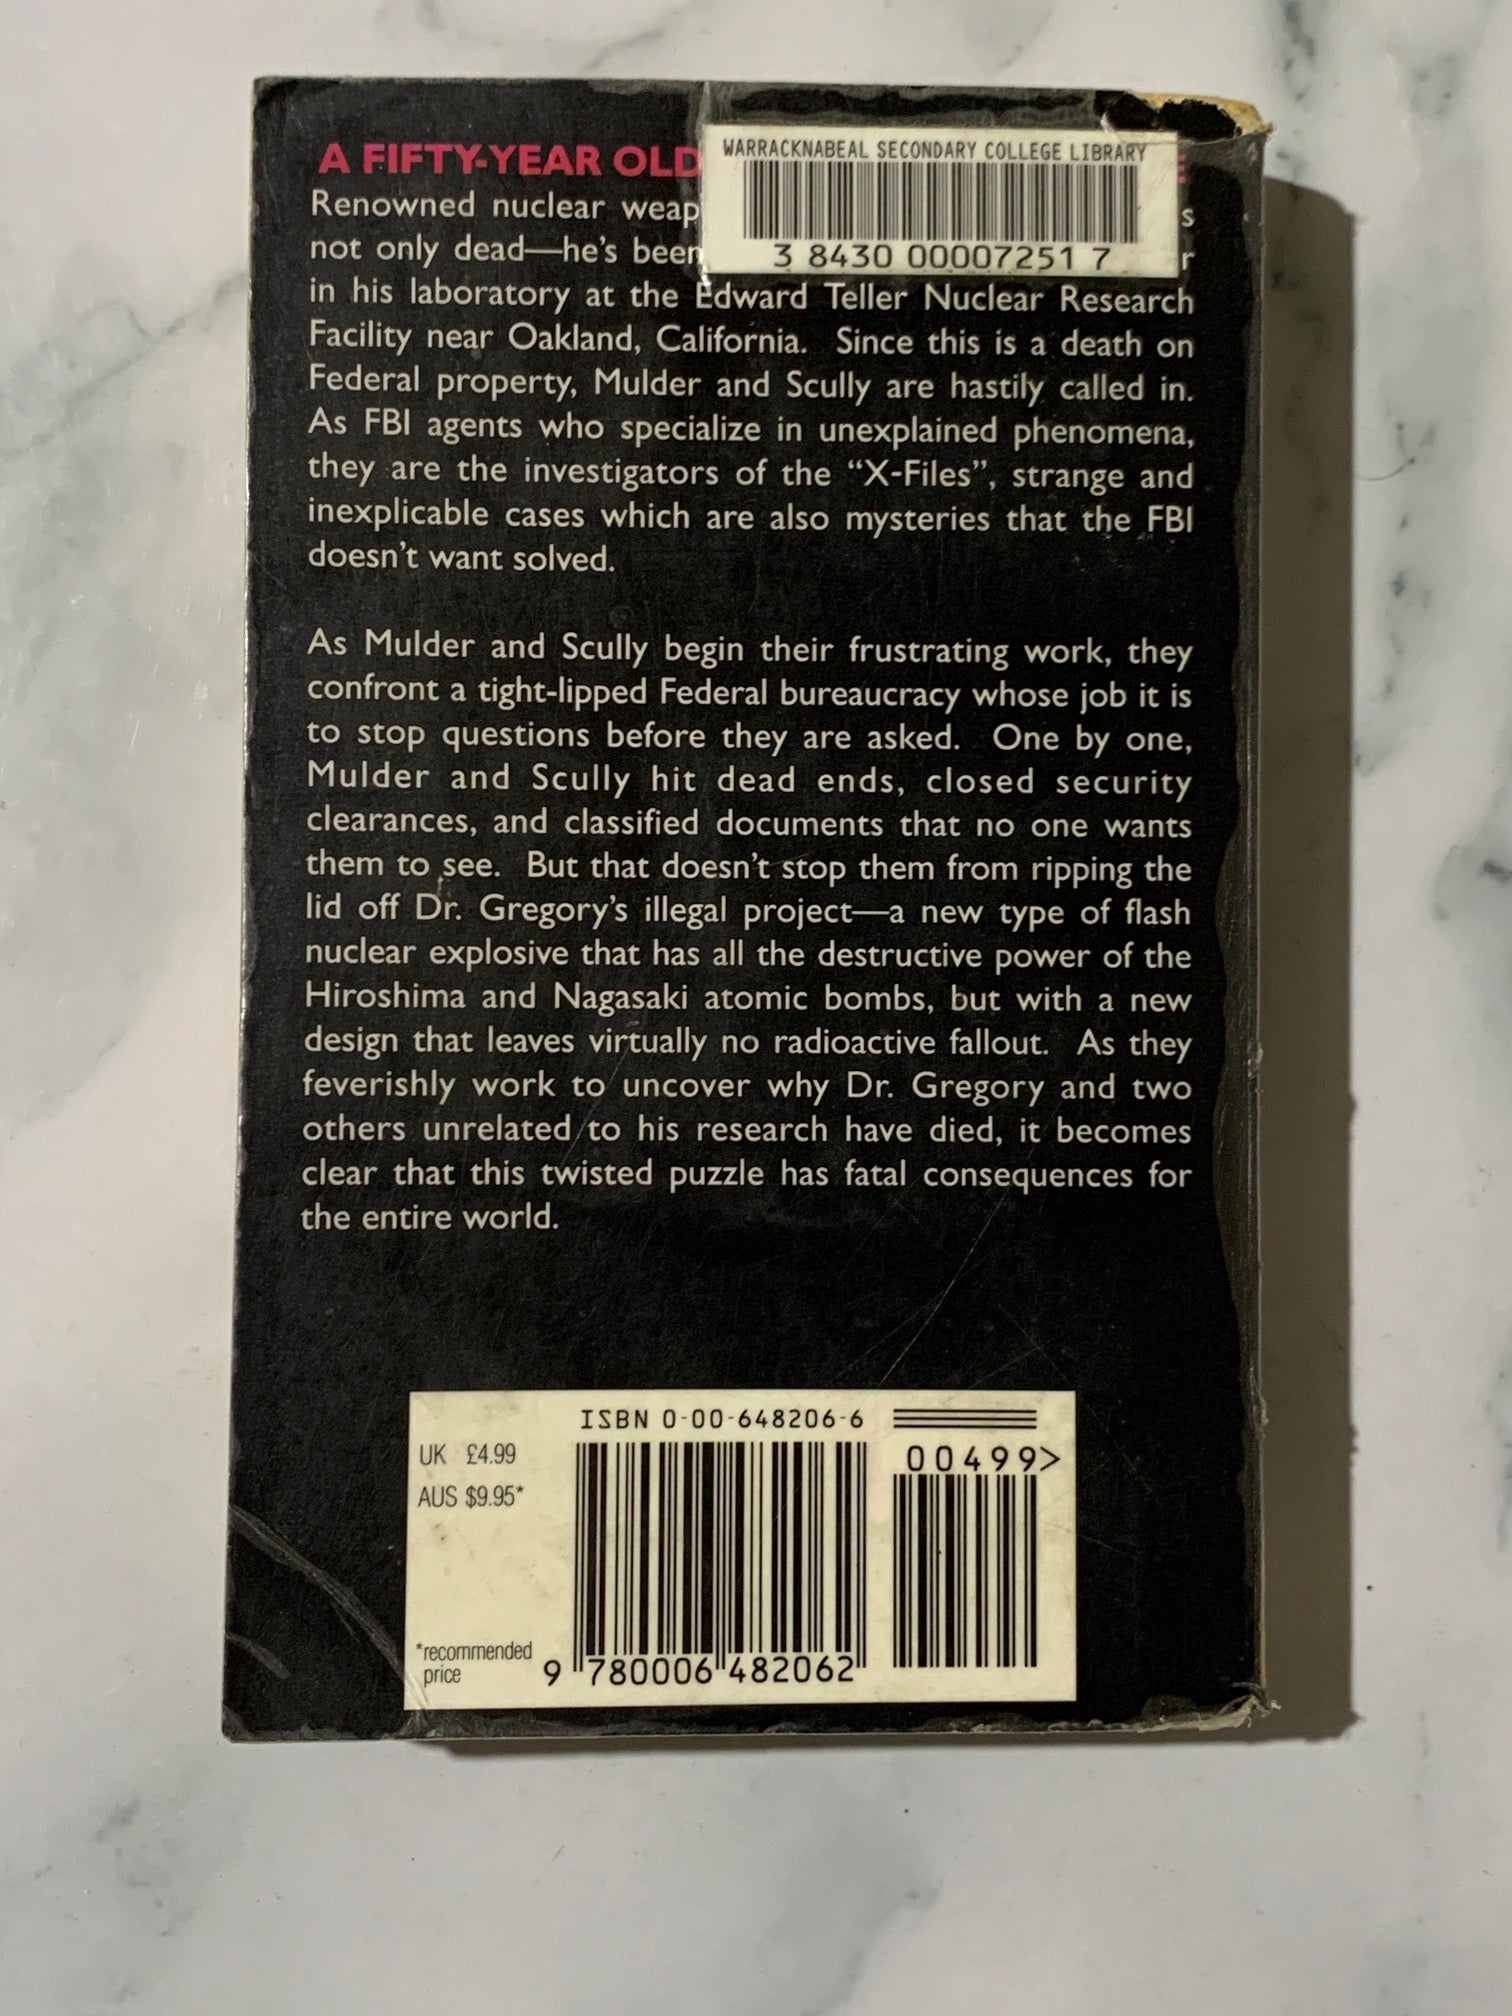 WARRACKNABEAL SECONDARY COLLEGE LIBRARY
3 8430 00007251 7
A FIFTY-YEAR OLD
Renowned nuclear
not only dead—he's been
in his laboratory at the Edward Teller Nuclear Research
Facility near Oakland, California. Since this is a death on
Federal property, Mulder and Scully are hastily called in.
As FBI agents who specialize in unexplained phenomena,
they are the investigators of the “X-Files”, strange and
inexplicable cases which are also mysteries that the FBI
doesn't want solved.
As Mulder and Scully begin their frustrating work, they
confront a tight-lipped Federal bureaucracy whose job it is
to stop questions before they are asked. One by one,
Mulder and Scully hit dead ends, closed security
clearances, and classified documents that no one wants
them to see. But that doesn't stop them from ripping the
lid off Dr. Gregory's illegal project—a new type of flash
nuclear explosive that has all the destructive power of the
Hiroshima and Nagasaki atomic bombs, but with a new
design that leaves virtually no radioactive fallout. As they
feverishly work to uncover why Dr. Gregory and two
others unrelated to his research have died, it becomes
clear that this twisted puzzle has fatal consequences for
the entire world.
ISBN 0-00-648206-6
UK £4.99
AUS $9.95*
00499>
*recommended
price
9 780006 482062